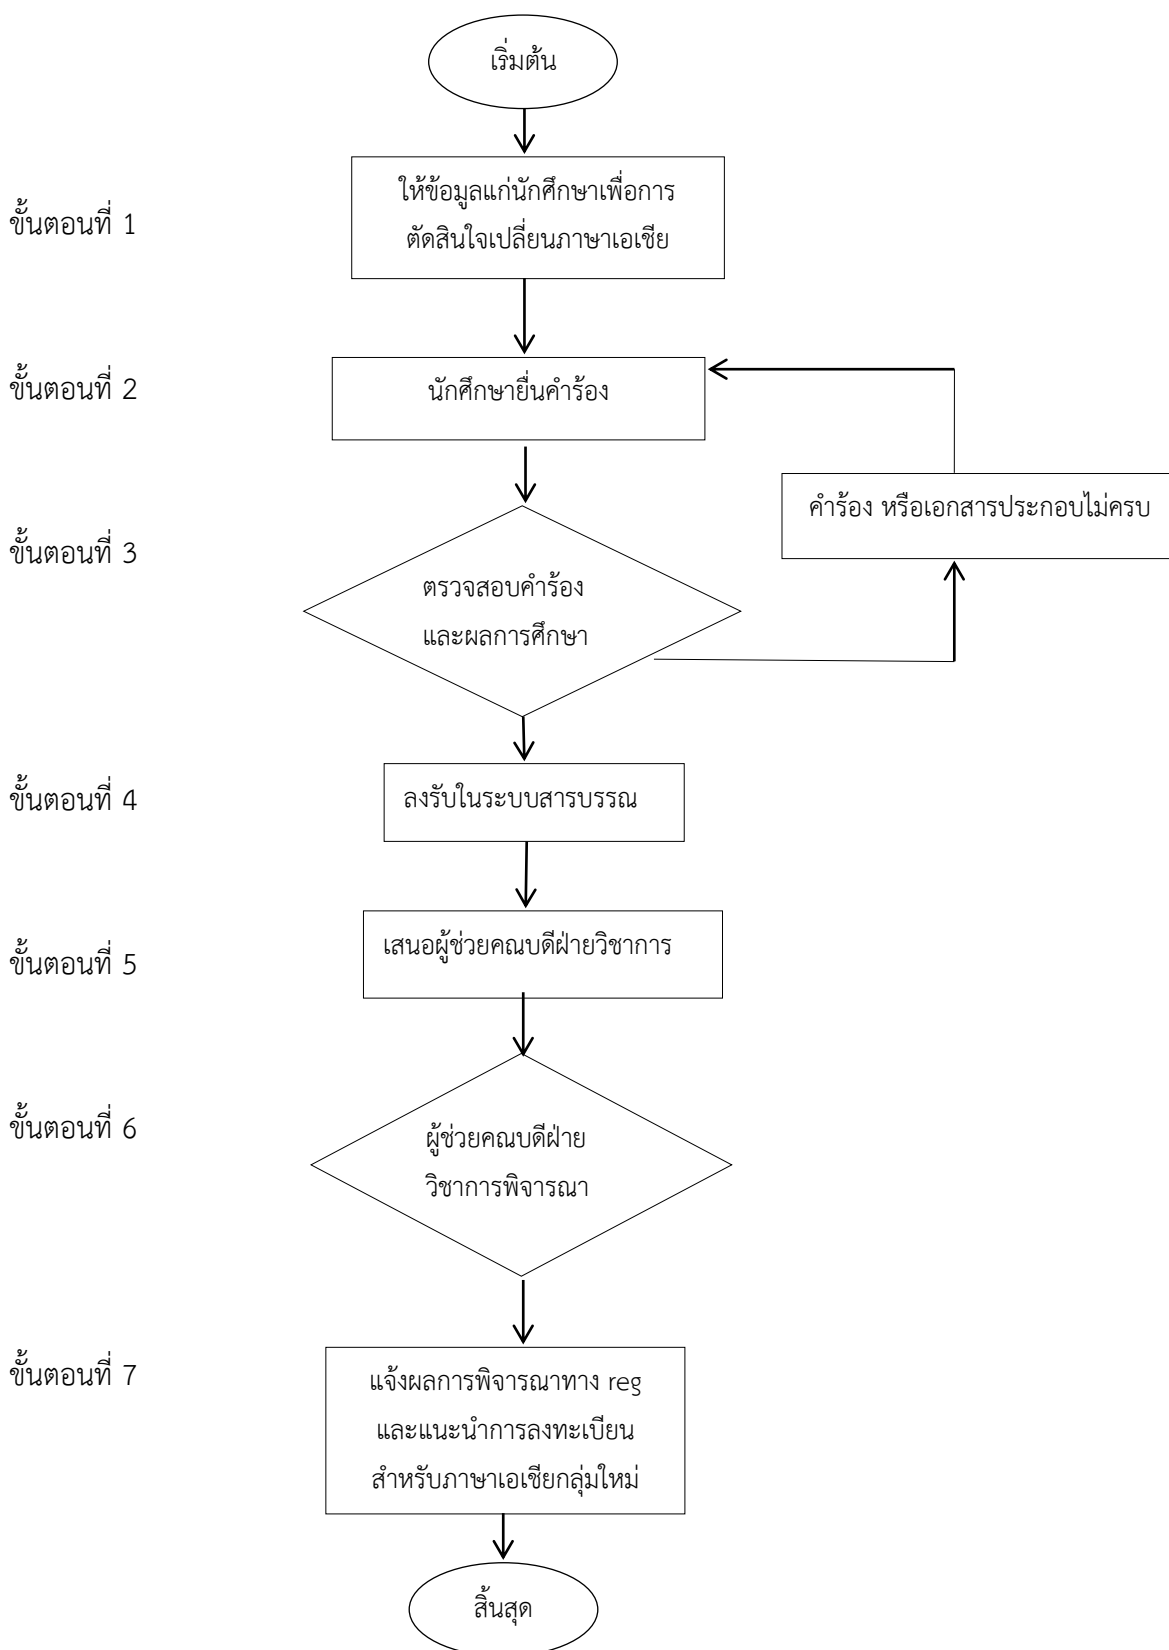 เริ่มต้น
ขั้นตอนที่ 1
ให้ข้อมูลแก่นักศึกษาเพื่อการ
ตัดสินใจเปลี่ยนภาษาเอเชีย
ขั้นตอนที่ 2
นักศึกษายื่นคำร้อง
คำร้อง หรือเอกสารประกอบไม่ครบ
ขั้นตอนที่ 3
ตรวจสอบคำร้อง
และผลการศึกษา
ขั้นตอนที่ 4
ลงรับในระบบสารบรรณ
ขั้นตอนที่ 5
เสนอผู้ช่วยคณบดีฝ่ายวิชาการ
ขั้นตอนที่ 6
ผู้ช่วยคณบดีฝ่าย
วิชาการพิจารณา
ขั้นตอนที่ 7
แจ้งผลการพิจารณาทาง reg
และแนะนำการลงทะเบียน
สำหรับภาษาเอเชียกลุ่มใหม่
สิ้นสุด